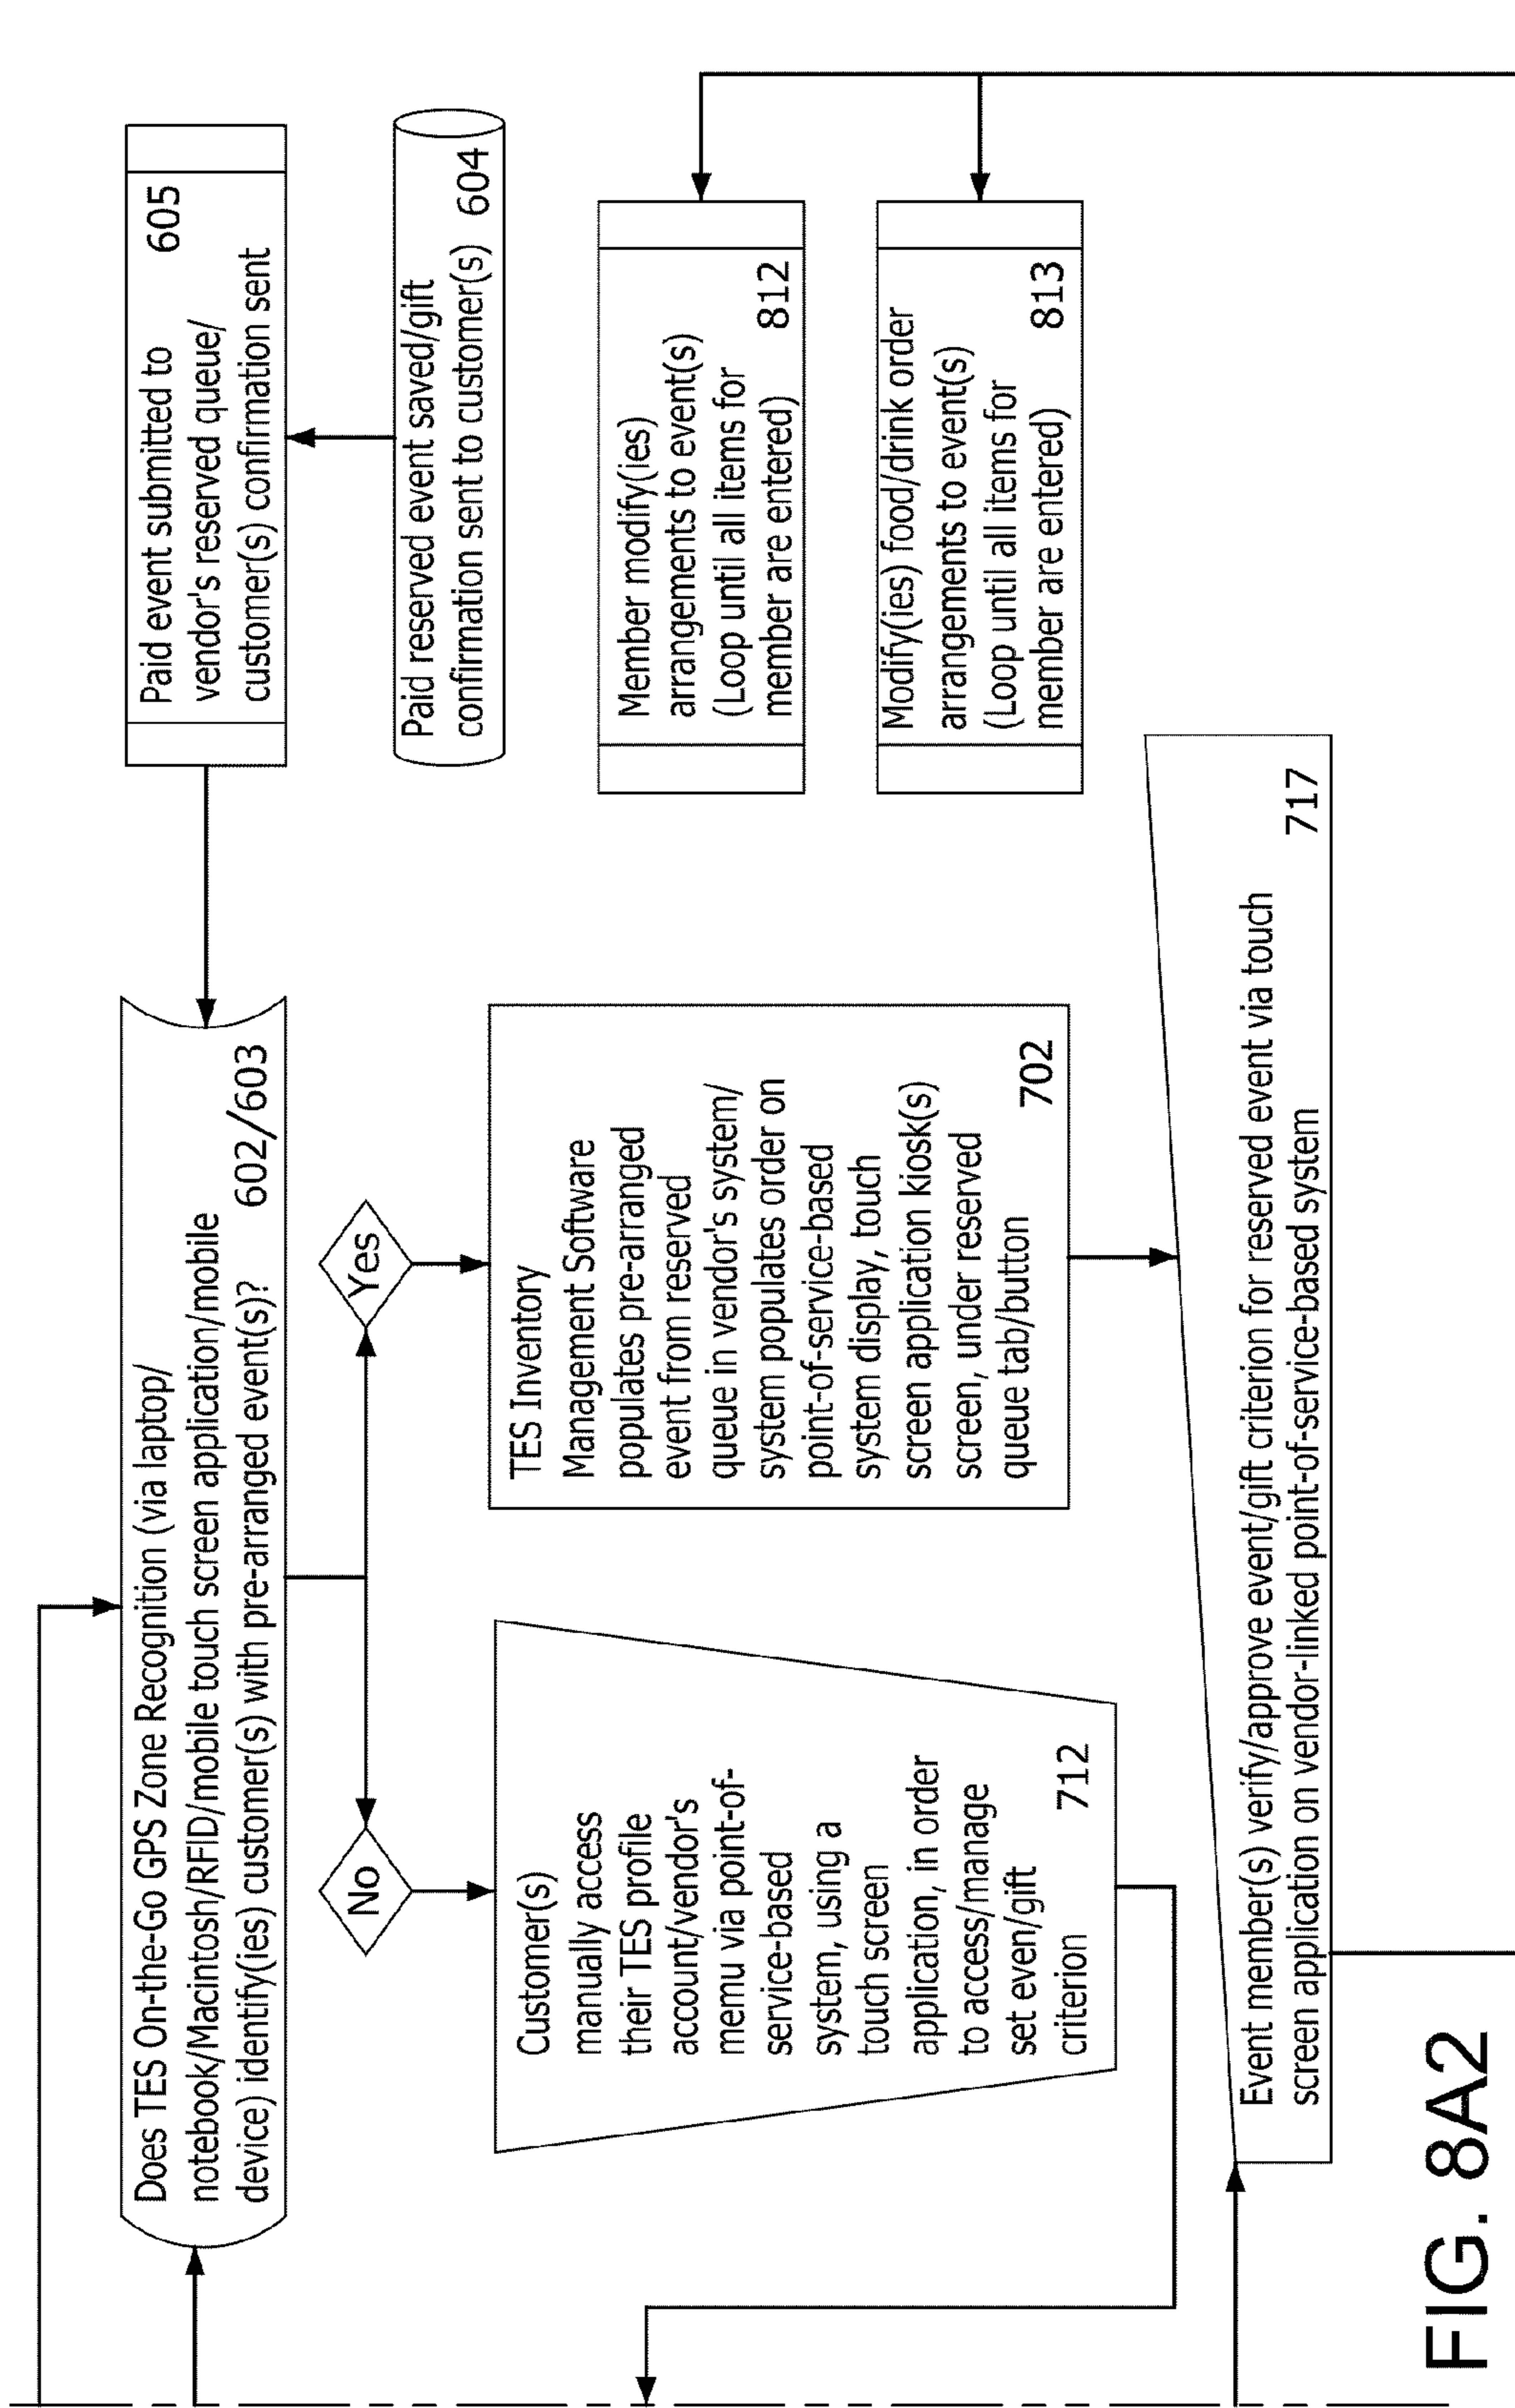 Does TES On-the-Go GPS Zone Recognition (via laptop/
notebook/Macintosh/RFID/mobile touch screen application/mobile
device) identify(ies) customer(s) with pre-arranged event(s)? 602/603
Paid event submitted to 605
vendor's reserved queue/
customer(s) confirmation sent
Paid reserved event saved/gift
confirmation sent to customer(s) 604
No
Yes
Customer(s)
manually access
their TES profile
account/vendor's
memu via point-of-
service-based
system, using a
touch screen
application, in order
to access/manage
set even/gift
criterion 712
TES Inventory
Management Software
populates pre-arranged
event from reserved
queue in vendor's system/
system populates order on
point-of-service-based
system display, touch
screen application kiosk(s)
screen, under reserved
queue tab/button 702
Member modify(ies)
arrangements to event(s)
(Loop until all items for
member are entered) 812
Modify(ies) food/drink order
arrangements to event(s)
(Loop until all items for
member are entered) 813
Event member(s) verify/approve event/gift criterion for reserved event via touch
screen application on vendor-linked point-of-service-based system 717
FIG. 8A2